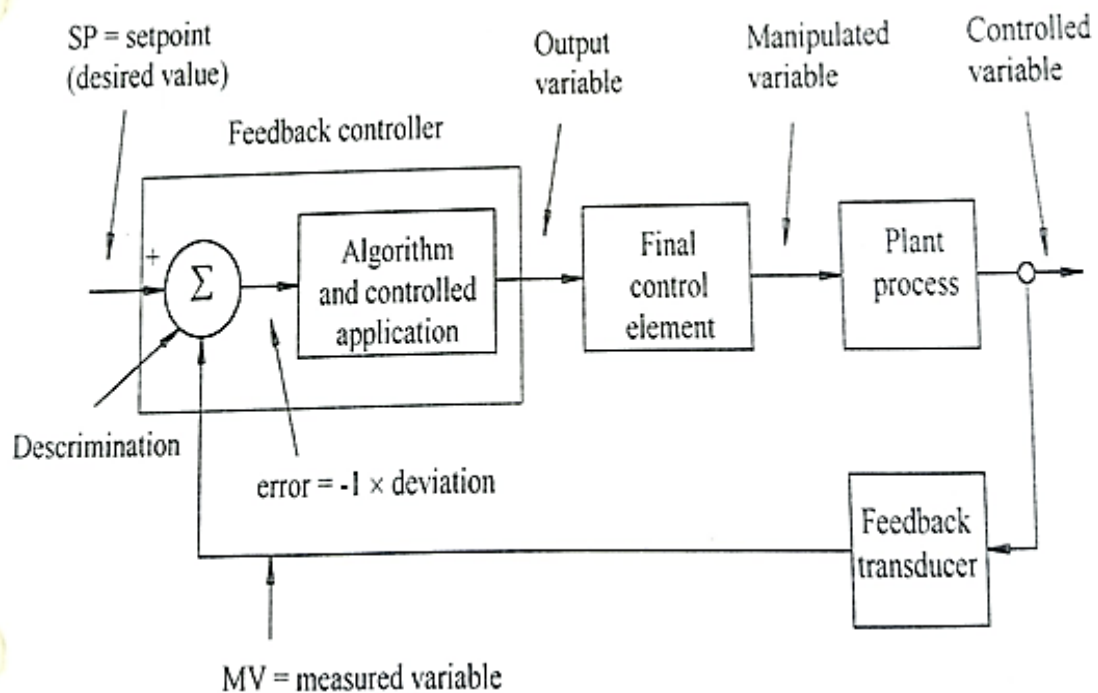 SP = setpoint
(desired value)
Output
variable
Manipulated
variable
Controlled
variable
Feedback controller
+
Σ
Algorithm
and controlled
application
Final
control
element
Plant
process
Descrimination
error = -1 × deviation
Feedback
transducer
MV = measured variable